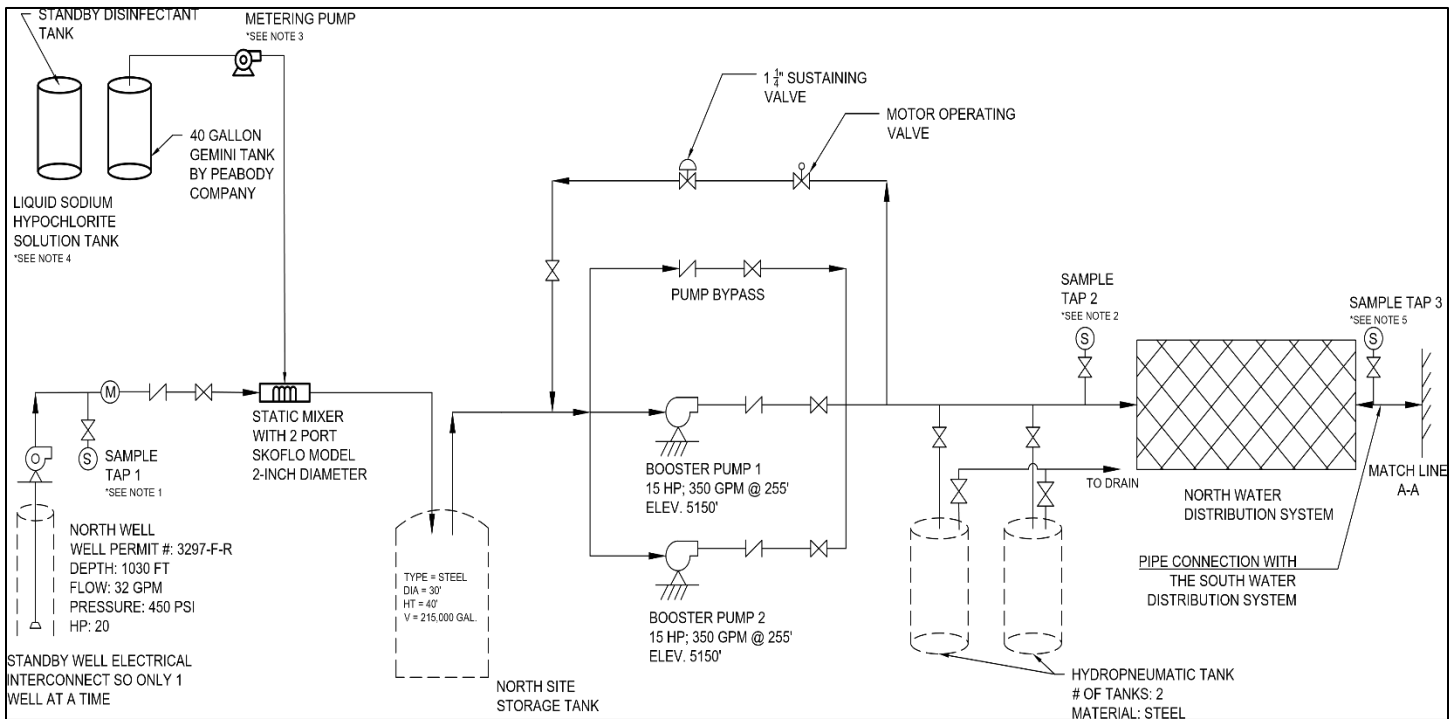 STANDBY DISINFECTANT
TANK
METERING PUMP
*SEE NOTE 3
40 GALLON
GEMINI TANK
BY PEABODY
COMPANY
LIQUID SODIUM
HYPOCHLORITE
SOLUTION TANK
*SEE NOTE 4
1 1/4" SUSTAINING
VALVE
MOTOR OPERATING
VALVE
PUMP BYPASS
SAMPLE
TAP 2
*SEE NOTE 2
S
SAMPLE TAP 3
*SEE NOTE 5
S
M
S
SAMPLE
TAP 1
*SEE NOTE 1
STATIC MIXER
WITH 2 PORT
SKOFLO MODEL
2-INCH DIAMETER
BOOSTER PUMP 1
15 HP; 350 GPM @ 255'
ELEV. 5150'
TO DRAIN
NORTH WATER
DISTRIBUTION SYSTEM
MATCH LINE
A-A
NORTH WELL
WELL PERMIT #: 3297-F-R
DEPTH: 1030 FT
FLOW: 32 GPM
PRESSURE: 450 PSI
HP: 20
STANDBY WELL ELECTRICAL
INTERCONNECT SO ONLY 1
WELL AT A TIME
TYPE = STEEL
DIA = 30'
HT = 40'
V = 215,000 GAL.
NORTH SITE
STORAGE TANK
BOOSTER PUMP 2
15 HP; 350 GPM @ 255'
ELEV. 5150'
PIPE CONNECTION WITH
THE SOUTH WATER
DISTRIBUTION SYSTEM
HYDROPNEUMATIC TANK
# OF TANKS: 2
MATERIAL: STEEL